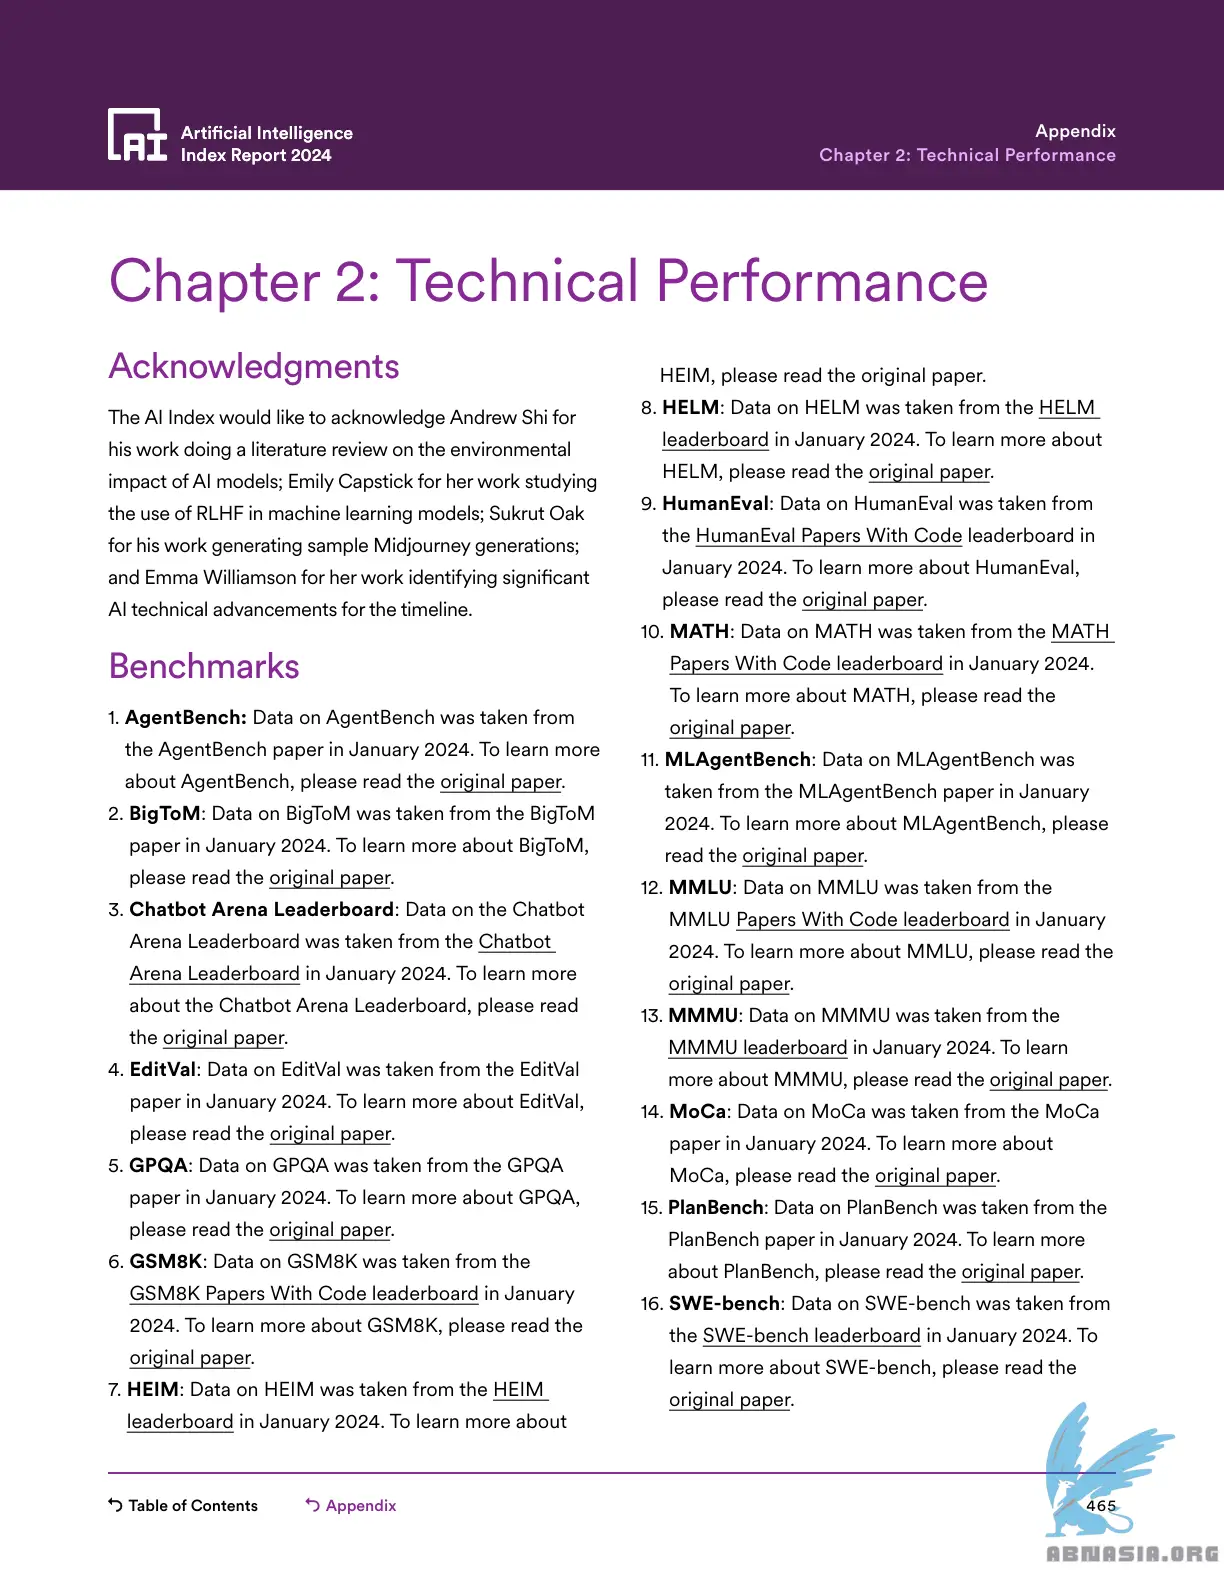 Artificial Intelligence
Index Report 2024
Appendix
Chapter 2: Technical Performance
Chapter 2: Technical Performance
Acknowledgments
The AI Index would like to acknowledge Andrew Shi for
his work doing a literature review on the environmental
impact of AI models; Emily Capstick for her work studying
the use of RLHF in machine learning models; Sukrut Oak
for his work generating sample Midjourney generations;
and Emma Williamson for her work identifying significant
AI technical advancements for the timeline.
Benchmarks
1. AgentBench: Data on AgentBench was taken from
the AgentBench paper in January 2024. To learn more
about AgentBench, please read the original paper.
2. BigToM: Data on BigToM was taken from the BigToM
paper in January 2024. To learn more about BigToM,
please read the original paper.
3. Chatbot Arena Leaderboard: Data on the Chatbot
Arena Leaderboard was taken from the Chatbot
Arena Leaderboard in January 2024. To learn more
about the Chatbot Arena Leaderboard, please read
the original paper.
4. EditVal: Data on EditVal was taken from the EditVal
paper in January 2024. To learn more about EditVal,
please read the original paper.
5. GPQA: Data on GPQA was taken from the GPQA
paper in January 2024. To learn more about GPQA,
please read the original paper.
6. GSM8K: Data on GSM8K was taken from the
GSM8K Papers With Code leaderboard in January
2024. To learn more about GSM8K, please read the
original paper.
7. HEIM: Data on HEIM was taken from the HEIM
leaderboard in January 2024. To learn more about
HEIM, please read the original paper.
8. HELM: Data on HELM was taken from the HELM
leaderboard in January 2024. To learn more about
HELM, please read the original paper.
9. HumanEval: Data on HumanEval was taken from
the HumanEval Papers With Code leaderboard in
January 2024. To learn more about HumanEval,
please read the original paper.
10. MATH: Data on MATH was taken from the MATH
Papers With Code leaderboard in January 2024.
To learn more about MATH, please read the
original paper.
11. MLAgentBench: Data on MLAgentBench was
taken from the MLAgentBench paper in January
2024. To learn more about MLAgentBench, please
read the original paper.
12. MMLU: Data on MMLU was taken from the
MMLU Papers With Code leaderboard in January
2024. To learn more about MMLU, please read the
original paper.
13. MMMU: Data on MMMU was taken from the
MMMU leaderboard in January 2024. To learn
more about MMMU, please read the original paper.
14. MoCa: Data on MoCa was taken from the MoCa
paper in January 2024. To learn more about
MoCa, please read the original paper.
15. PlanBench: Data on PlanBench was taken from the
PlanBench paper in January 2024. To learn more
about PlanBench, please read the original paper.
16. SWE-bench: Data on SWE-bench was taken from
the SWE-bench leaderboard in January 2024. To
learn more about SWE-bench, please read the
original paper.
Table of Contents
Appendix
465
ABNASIA.ORG